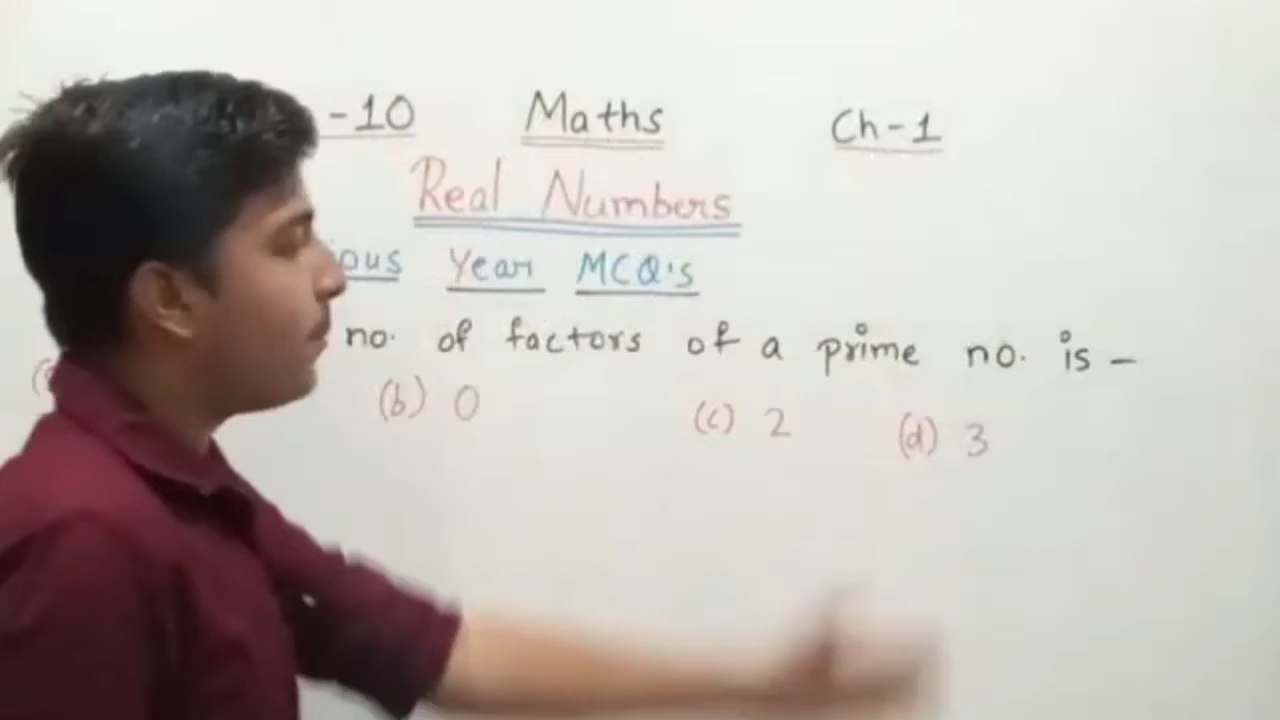 -10 Maths Ch-1
Real Numbers
ous Year MCQ's
no. of factors of a prime no. is -
(b) 0 (c) 2 (d) 3